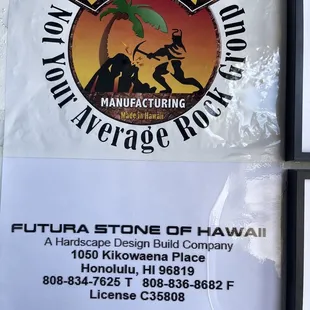 MANUFACTURING
Made in Hawaii
Not Your Average Rock Ground
FUTURA STONE OF HAWAII
A Hardscape Design Build Company
1050 Kikowaena Place
Honolulu, HI 96819
808-834-7625 T 808-836-8682 F
License C35808